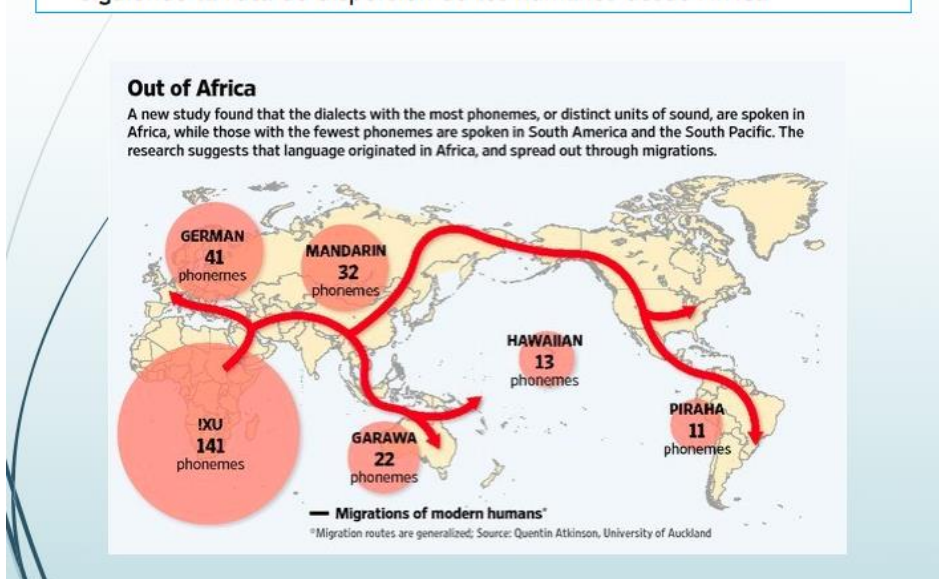 Out of Africa
A new study found that the dialects with the most phonemes, or distinct units of sound, are spoken in
Africa, while those with the fewest phonemes are spoken in South America and the South Pacific. The
research suggests that language originated in Africa, and spread out through migrations.
GERMAN
41
phonemes
MANDARIN
32
phonemes
HAWAIIAN
13
phonemes
!XU
141
phonemes
GARAWA
22
phonemes
PIRAHA
11
phonemes
Migrations of modern humans*
*Migration routes are generalized; Source: Quentin Atkinson, University of Auckland